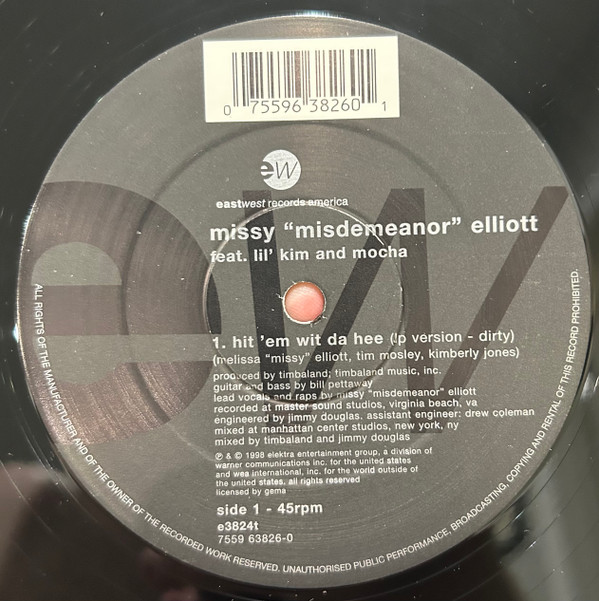 0 75596 38260 1
ew
eastwest records america
missy “misdemeanor” elliott
feat. lil’ kim and mocha
1. hit ’em wit da hee (lp version - dirty)
(melissa “missy” elliott, tim mosley, kimberly jones)
produced by timbaland; timbaland music, inc.
guitar and bass by bill pettaway
lead vocals and raps by missy “misdemeanor” elliott
recorded at master sound studios, virginia beach, va
engineered by jimmy douglas. assistant engineer: drew coleman
mixed at manhattan center studios, new york, ny
mixed by timbaland and jimmy douglas
℗ & © 1998 elektra entertainment group, a division of
warner communications inc. for the united states
and wea international, inc. for the world outside of
the united states. all rights reserved
licensed by gema
side 1 - 45rpm
e3824t
7559 63826-0
ALL RIGHTS OF THE MANUFACTURER AND OF THE OWNER OF THE RECORDED WORK RESERVED. UNAUTHORISED PUBLIC PERFORMANCE, BROADCASTING, COPYING AND RENTAL OF THIS RECORD PROHIBITED.
ew